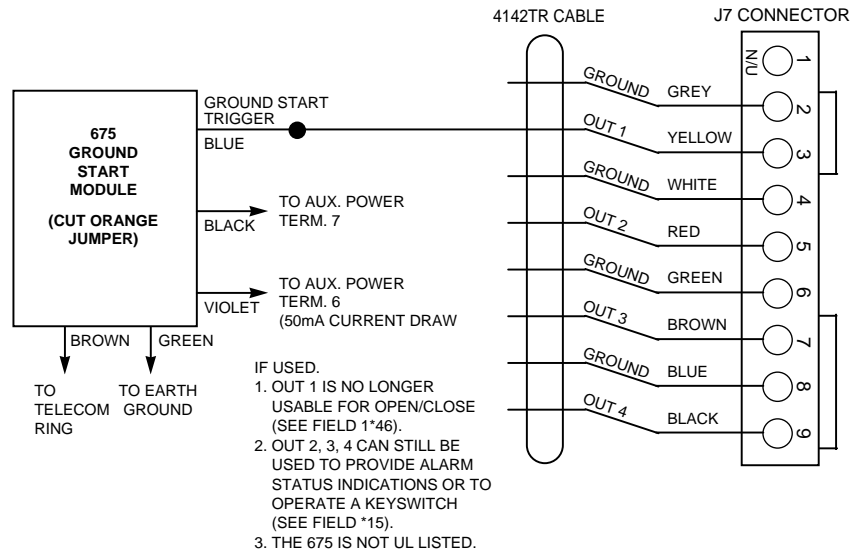 4142TR CABLE
J7 CONNECTOR
675
GROUND
START
MODULE
(CUT ORANGE
JUMPER)
GROUND START
TRIGGER
BLUE
BLACK
TO AUX. POWER
TERM. 7
VIOLET
TO AUX. POWER
TERM. 6
(50mA CURRENT DRAW
BROWN
GREEN
TO
TELECOM
RING
TO EARTH
GROUND
IF USED.
1. OUT 1 IS NO LONGER
USABLE FOR OPEN/CLOSE
(SEE FIELD 1*46).
2. OUT 2, 3, 4 CAN STILL BE
USED TO PROVIDE ALARM
STATUS INDICATIONS OR TO
OPERATE A KEYSWITCH
(SEE FIELD *15).
3. THE 675 IS NOT UL LISTED.
N/U 1
GROUND GREY 2
OUT 1 YELLOW 3
GROUND WHITE 4
OUT 2 RED 5
GROUND GREEN 6
OUT 3 BROWN 7
GROUND BLUE 8
OUT 4 BLACK 9